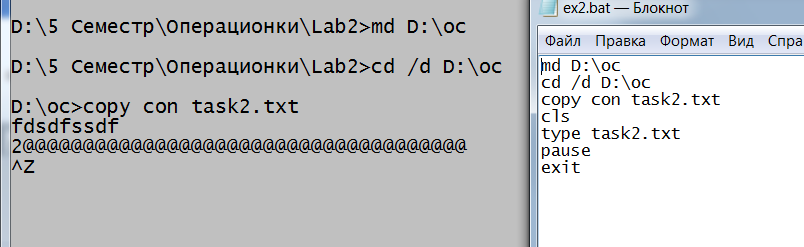 D:\5 Семестр\Операционки\Lab2>md D:\oc
D:\5 Семестр\Операционки\Lab2>cd /d D:\oc
D:\oc>copy con task2.txt
fdsdfssdf
2@@@@@@@@@@@@@@@@@@@@@@@@@@@@@@@@@@@@@
^Z
ex2.bat — Блокнот
Файл Правка Формат Вид Спра
md D:\oc
cd /d D:\oc
copy con task2.txt
cls
type task2.txt
pause
exit